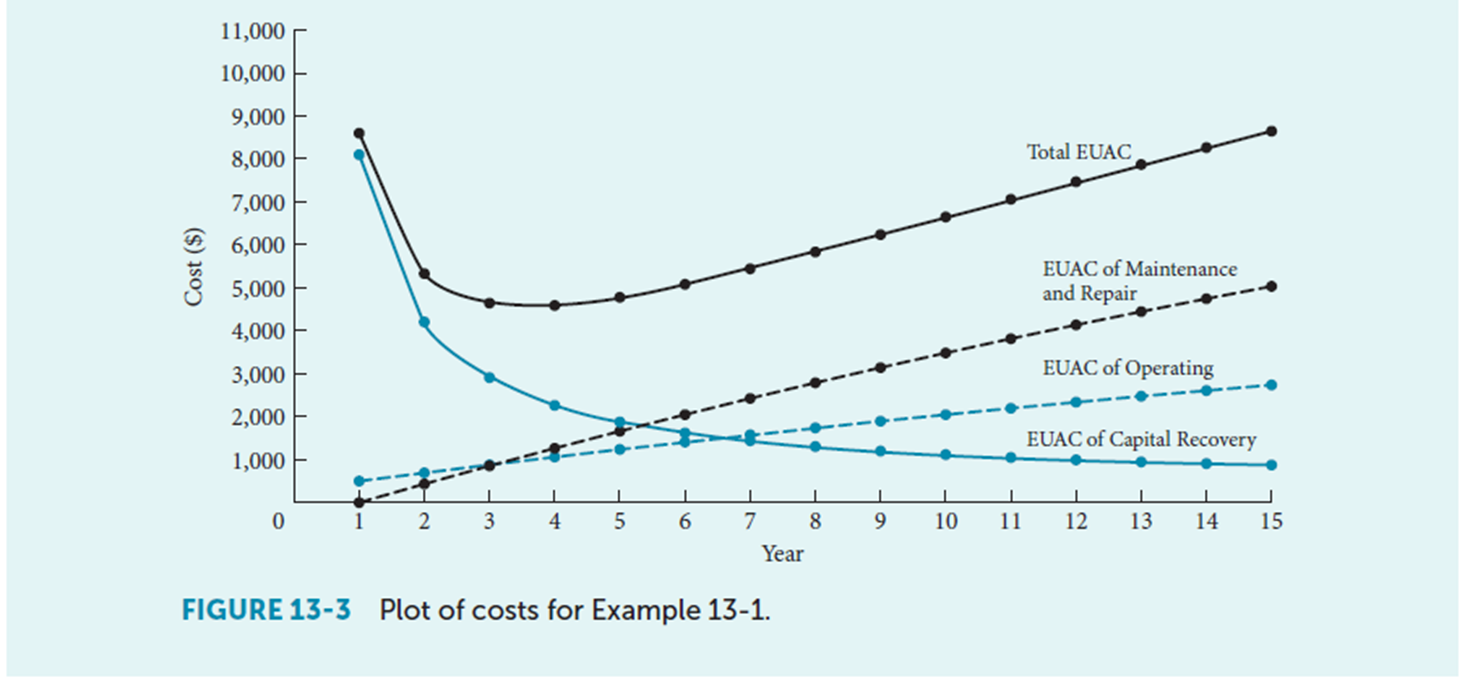 11,000
10,000
9,000
8,000
7,000
6,000
5,000
4,000
3,000
2,000
1,000
Cost ($)
Total EUAC
EUAC of Maintenance
and Repair
EUAC of Operating
EUAC of Capital Recovery
0 1 2 3 4 5 6 7 8 9 10 11 12 13 14 15
Year
FIGURE 13-3 Plot of costs for Example 13-1.